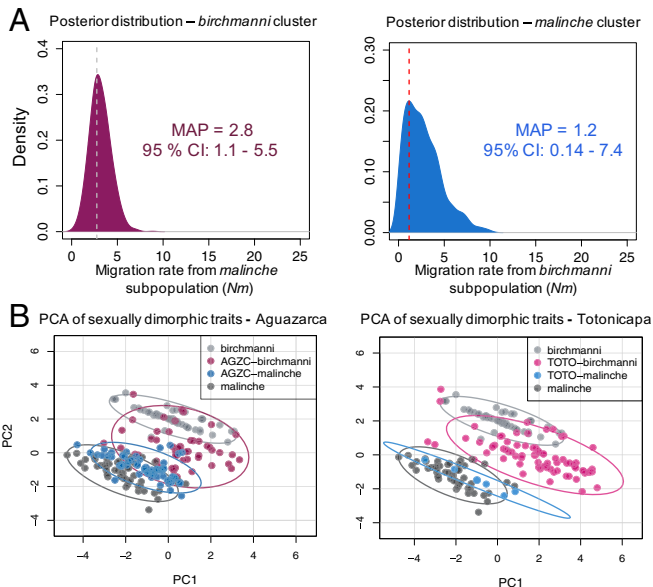 A
Posterior distribution – birchmanni cluster
Density
0.4
0.3
0.2
0.1
0.0
MAP = 2.8
95 % CI: 1.1 - 5.5
0 5 10 15 20 25
Migration rate from malinche
subpopulation (Nm)
Posterior distribution – malinche cluster
0.30
0.20
0.10
0.00
MAP = 1.2
95% CI: 0.14 - 7.4
0 5 10 15 20 25
Migration rate from birchmanni
subpopulation (Nm)
B
PCA of sexually dimorphic traits - Aguazarca
birchmanni
AGZC–birchmanni
AGZC–malinche
malinche
PC2
6
4
2
0
−2
−4
−4 −2 0 2 4 6
PC1
PCA of sexually dimorphic traits - Totonicapa
birchmanni
TOTO–birchmanni
TOTO–malinche
malinche
6
4
2
0
−2
−4
−4 −2 0 2 4 6
PC1